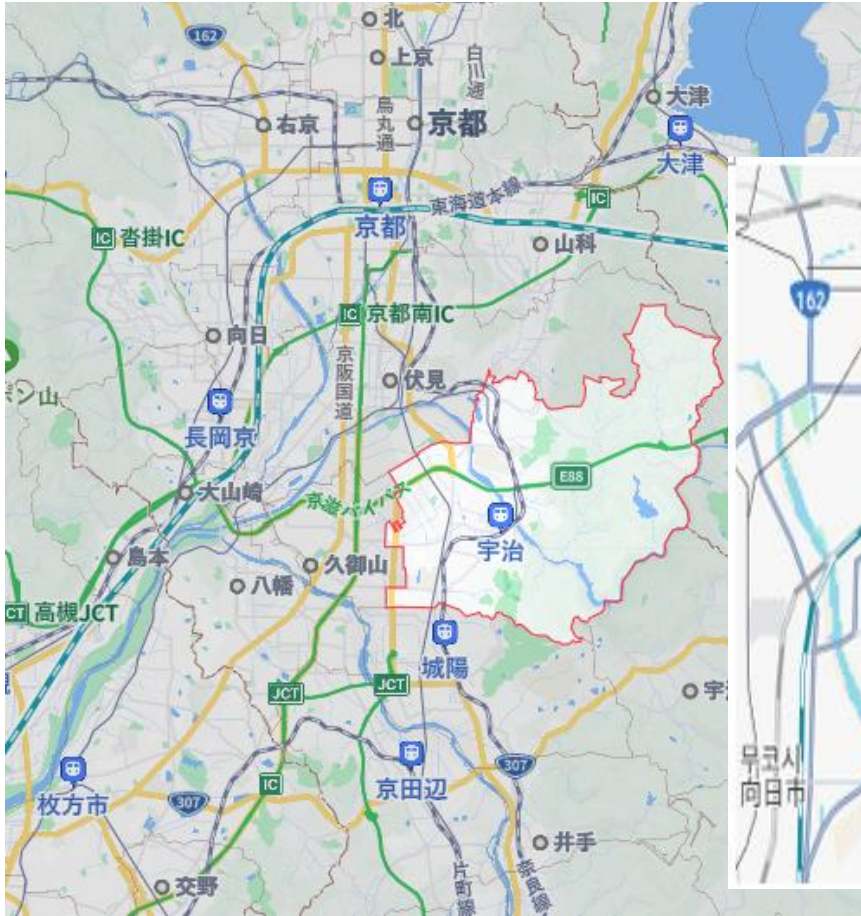 北
162
上京
白川通
大津
右京
烏丸通
京都
大津
京都
東海道本線
IC
IC 沓掛IC
山科
162
IC 京都南IC
向日
京阪国道
伏見
ポン山
長岡京
大山崎
京滋バイパス
E88
宇治
島本
久御山
八幡
JCT 高槻JCT
城陽
JCT
JCT
宇
무코시
向日市
307
京田辺
枚方市
307
IC
井手
交野
片町線
奈良線